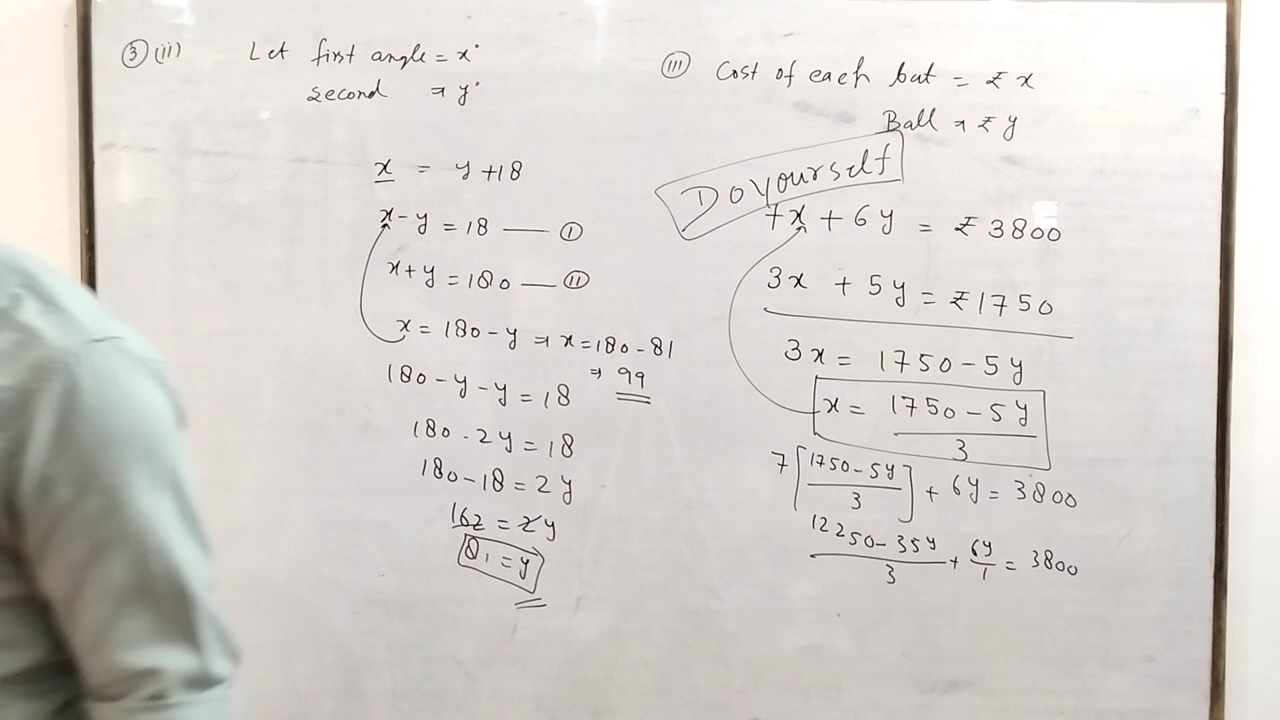 ③ (ii) Let first angle = x°
second = y°
x = y + 18
x - y = 18 —— ①
x + y = 180 —— ⑪
x = 180 - y ⇒ x = 180 - 81
⇒ 99
180 - y - y = 18
180 - 2y = 18
180 - 18 = 2y
162 = 2y
81 = y
⑪⑪ Cost of each bat = ₹ x
Ball = ₹ y
Do Yourself
7x + 6y = ₹ 3800
3x + 5y = ₹ 1750
3x = 1750 - 5y
x = (1750 - 5y)/3
7[(1750 - 5y)/3] + 6y = 3800
(12250 - 35y)/3 + 6y/1 = 3800